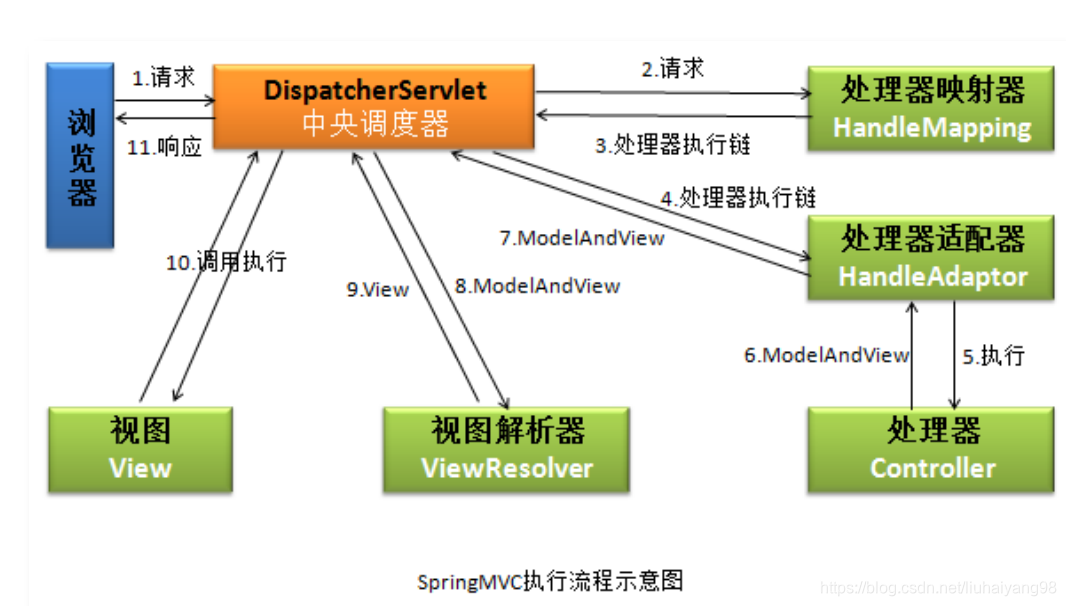 浏览器
1.请求
11.响应
DispatcherServlet
中央调度器
2.请求
3.处理器执行链
处理器映射器
HandleMapping
4.处理器执行链
7.ModelAndView
处理器适配器
HandleAdaptor
10.调用执行
9.View
8.ModelAndView
6.ModelAndView
5.执行
视图
View
视图解析器
ViewResolver
处理器
Controller
SpringMVC执行流程示意图
https://blog.csdn.net/liuhaiyang98